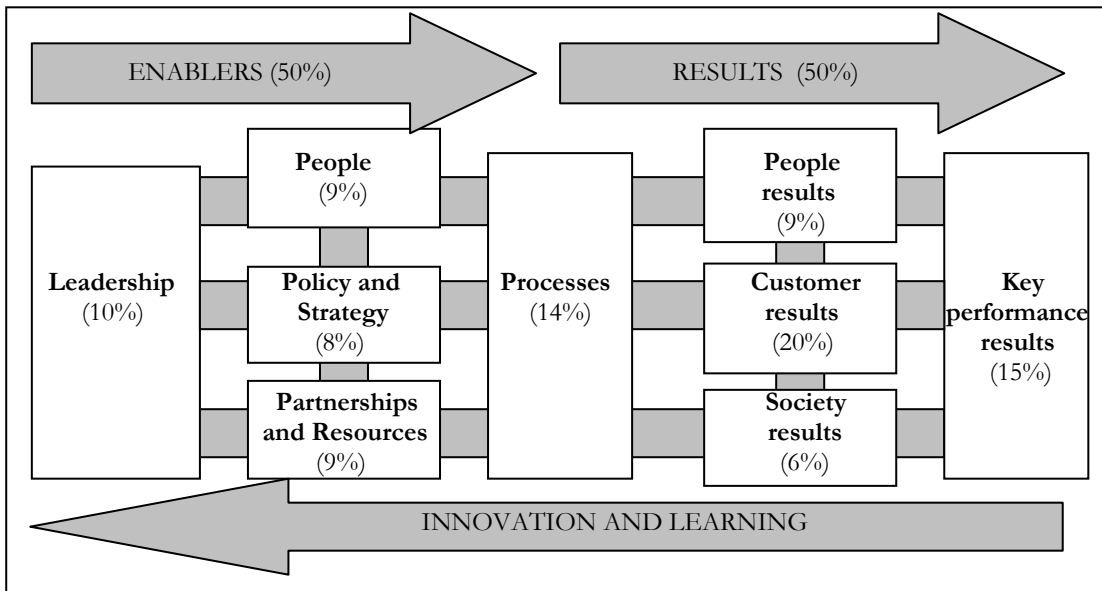 ENABLERS (50%)
RESULTS (50%)
Leadership
(10%)
People
(9%)
Policy and
Strategy
(8%)
Partnerships
and Resources
(9%)
Processes
(14%)
People
results
(9%)
Customer
results
(20%)
Society
results
(6%)
Key
performance
results
(15%)
INNOVATION AND LEARNING